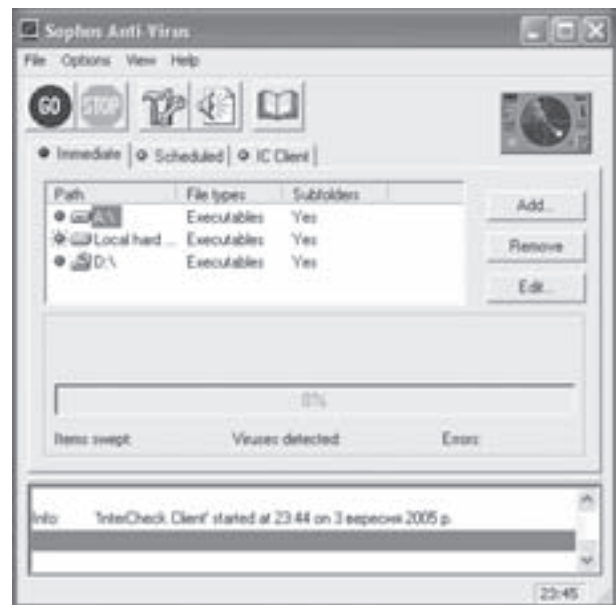 Sophos Anti-Virus
File Options View Help
GO STOP
Immediate Scheduled IC Client
Path File types Subfolders
A:\ Executables Yes
Local hard ... Executables Yes
D:\ Executables Yes
Add...
Remove
Edit...
0%
Items swept: Viruses detected: Errors:
Info: 'InterCheck Client' started at 23:44 on 3 вересня 2005 р.
23:45